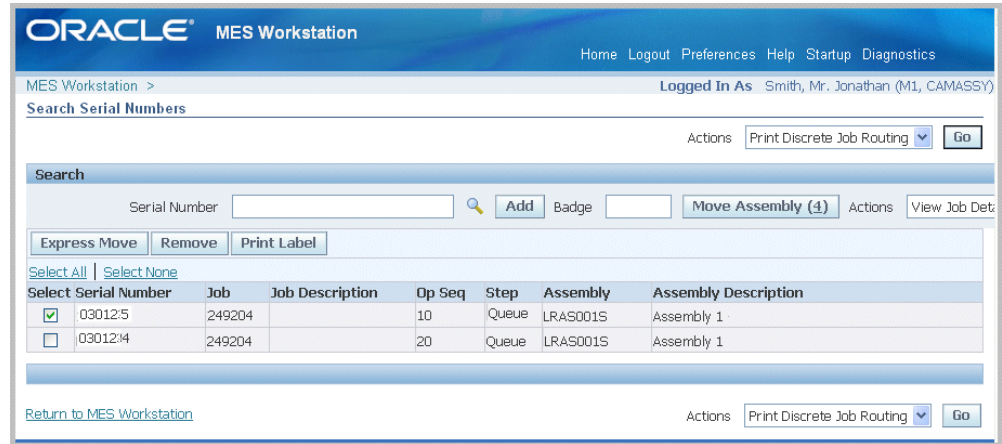 ORACLE® MES Workstation
Home Logout Preferences Help Startup Diagnostics
MES Workstation >
Logged In As Smith, Mr. Jonathan (M1, CAMASSY)
Search Serial Numbers
Actions Print Discrete Job Routing Go
Search
Serial Number Add Badge Move Assembly (4) Actions View Job Deta
Express Move Remove Print Label
Select All | Select None
Select Serial Number Job Job Description Op Seq Step Assembly Assembly Description
249204 10 Queue LRAS001S Assembly 1
249204 20 Queue LRAS001S Assembly 1
Return to MES Workstation
Actions Print Discrete Job Routing Go